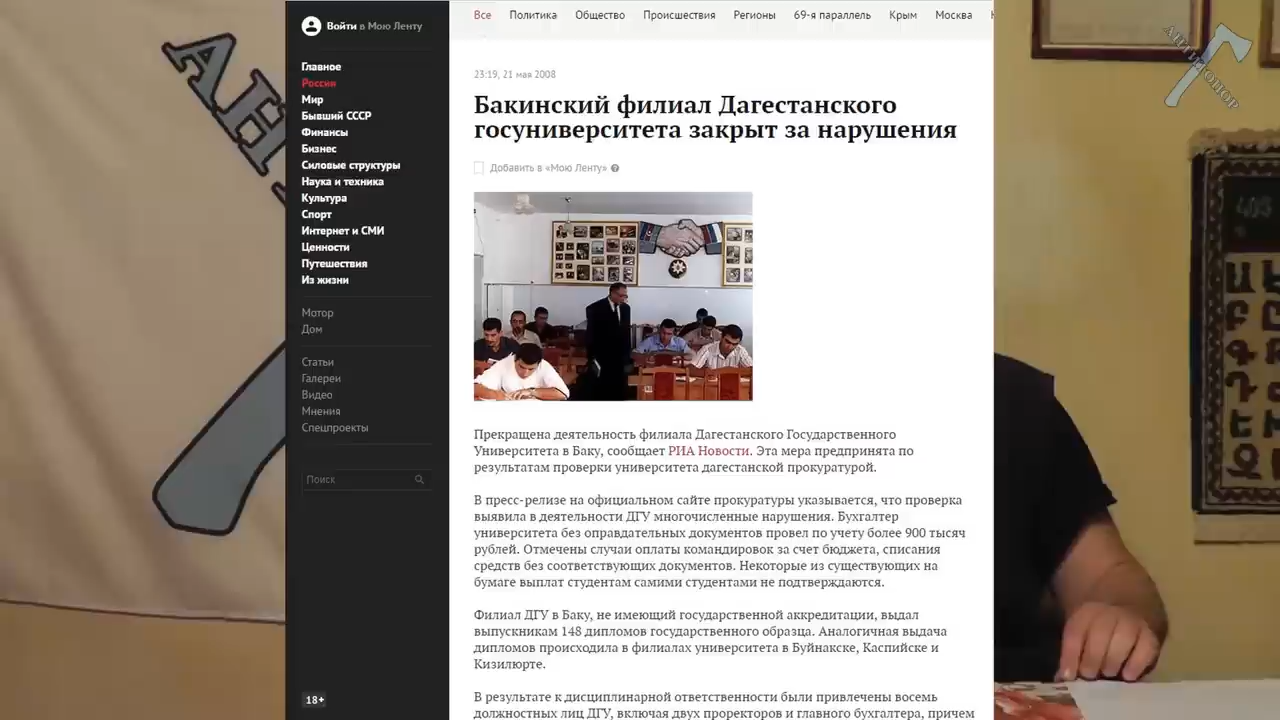 Войти в Мою Ленту
Главное
Россия
Мир
Бывший СССР
Финансы
Бизнес
Силовые структуры
Наука и техника
Культура
Спорт
Интернет и СМИ
Ценности
Путешествия
Из жизни
Мотор
Дом
Статьи
Галереи
Видео
Мнения
Спецпроекты
Поиск
18+
Все Политика Общество Происшествия Регионы 69-я параллель Крым Москва
23:19, 21 мая 2008
Бакинский филиал Дагестанского
госуниверситета закрыт за нарушения
Добавить в «Мою Ленту»
Прекращена деятельность филиала Дагестанского Государственного
Университета в Баку, сообщает РИА Новости. Эта мера предпринята по
результатам проверки университета дагестанской прокуратурой.
В пресс-релизе на официальном сайте прокуратуры указывается, что проверка
выявила в деятельности ДГУ многочисленные нарушения. Бухгалтер
университета без оправдательных документов провел по учету более 900 тысяч
рублей. Отмечены случаи оплаты командировок за счет бюджета, списания
средств без соответствующих документов. Некоторые из существующих на
бумаге выплат студентам самими студентами не подтверждаются.
Филиал ДГУ в Баку, не имеющий государственной аккредитации, выдал
выпускникам 148 дипломов государственного образца. Аналогичная выдача
дипломов происходила в филиалах университета в Буйнакске, Каспийске и
Кизилюрте.
В результате к дисциплинарной ответственности были привлечены восемь
должностных лиц ДГУ, включая двух проректоров и главного бухгалтера, причем
АНТИТОПОР